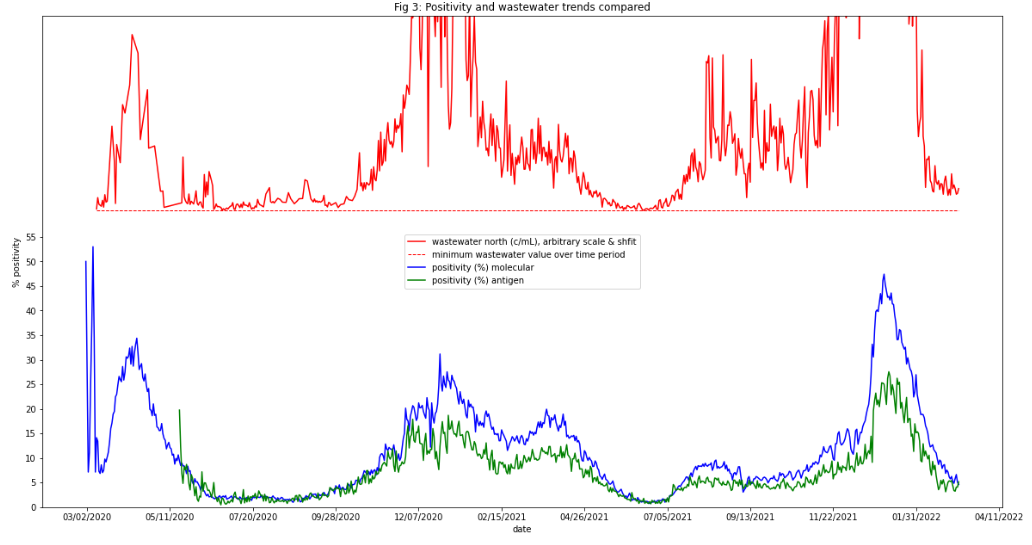 Fig 3: Positivity and wastewater trends compared
% positivity
55
50
45
40
35
30
25
20
15
10
5
0
wastewater north (c/mL), arbitrary scale & shfit
minimum wastewater value over time period
positivity (%) molecular
positivity (%) antigen
03/02/2020 05/11/2020 07/20/2020 09/28/2020 12/07/2020 02/15/2021 04/26/2021 07/05/2021 09/13/2021 11/22/2021 01/31/2022 04/11/2022
date